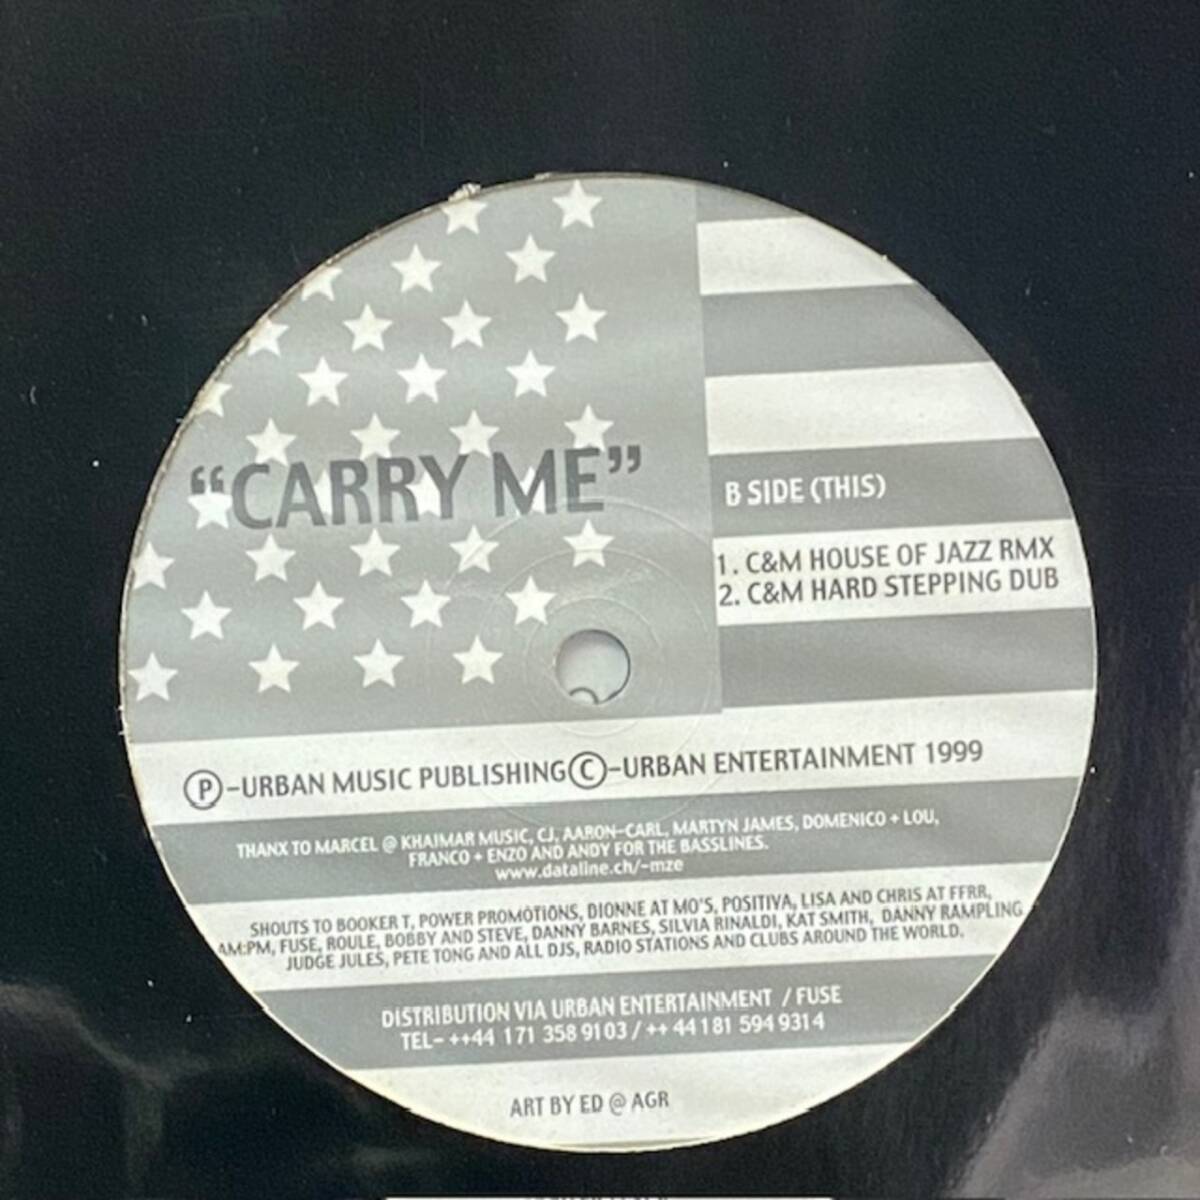 “CARRY ME”
B SIDE (THIS)
1. C&M HOUSE OF JAZZ RMX
2. C&M HARD STEPPING DUB
Ⓟ-URBAN MUSIC PUBLISHING Ⓒ-URBAN ENTERTAINMENT 1999
THANX TO MARCEL @ KHAIMAR MUSIC, CJ, AARON-CARL, MARTYN JAMES, DOMENICO + LOU,
FRANCO + ENZO AND ANDY FOR THE BASSLINES.
www.dataline.ch/-mze
SHOUTS TO BOOKER T, POWER PROMOTIONS, DIONNE AT MO'S, POSITIVA, LISA AND CHRIS AT FFRR,
AM:PM, FUSE, ROULE, BOBBY AND STEVE, DANNY BARNES, SILVIA RINALDI, KAT SMITH, DANNY RAMPLING,
JUDGE JULES, PETE TONG AND ALL DJS, RADIO STATIONS AND CLUBS AROUND THE WORLD.
DISTRIBUTION VIA URBAN ENTERTAINMENT / FUSE
TEL- ++44 171 358 9103 / ++ 44 181 594 9314
ART BY ED @ AGR